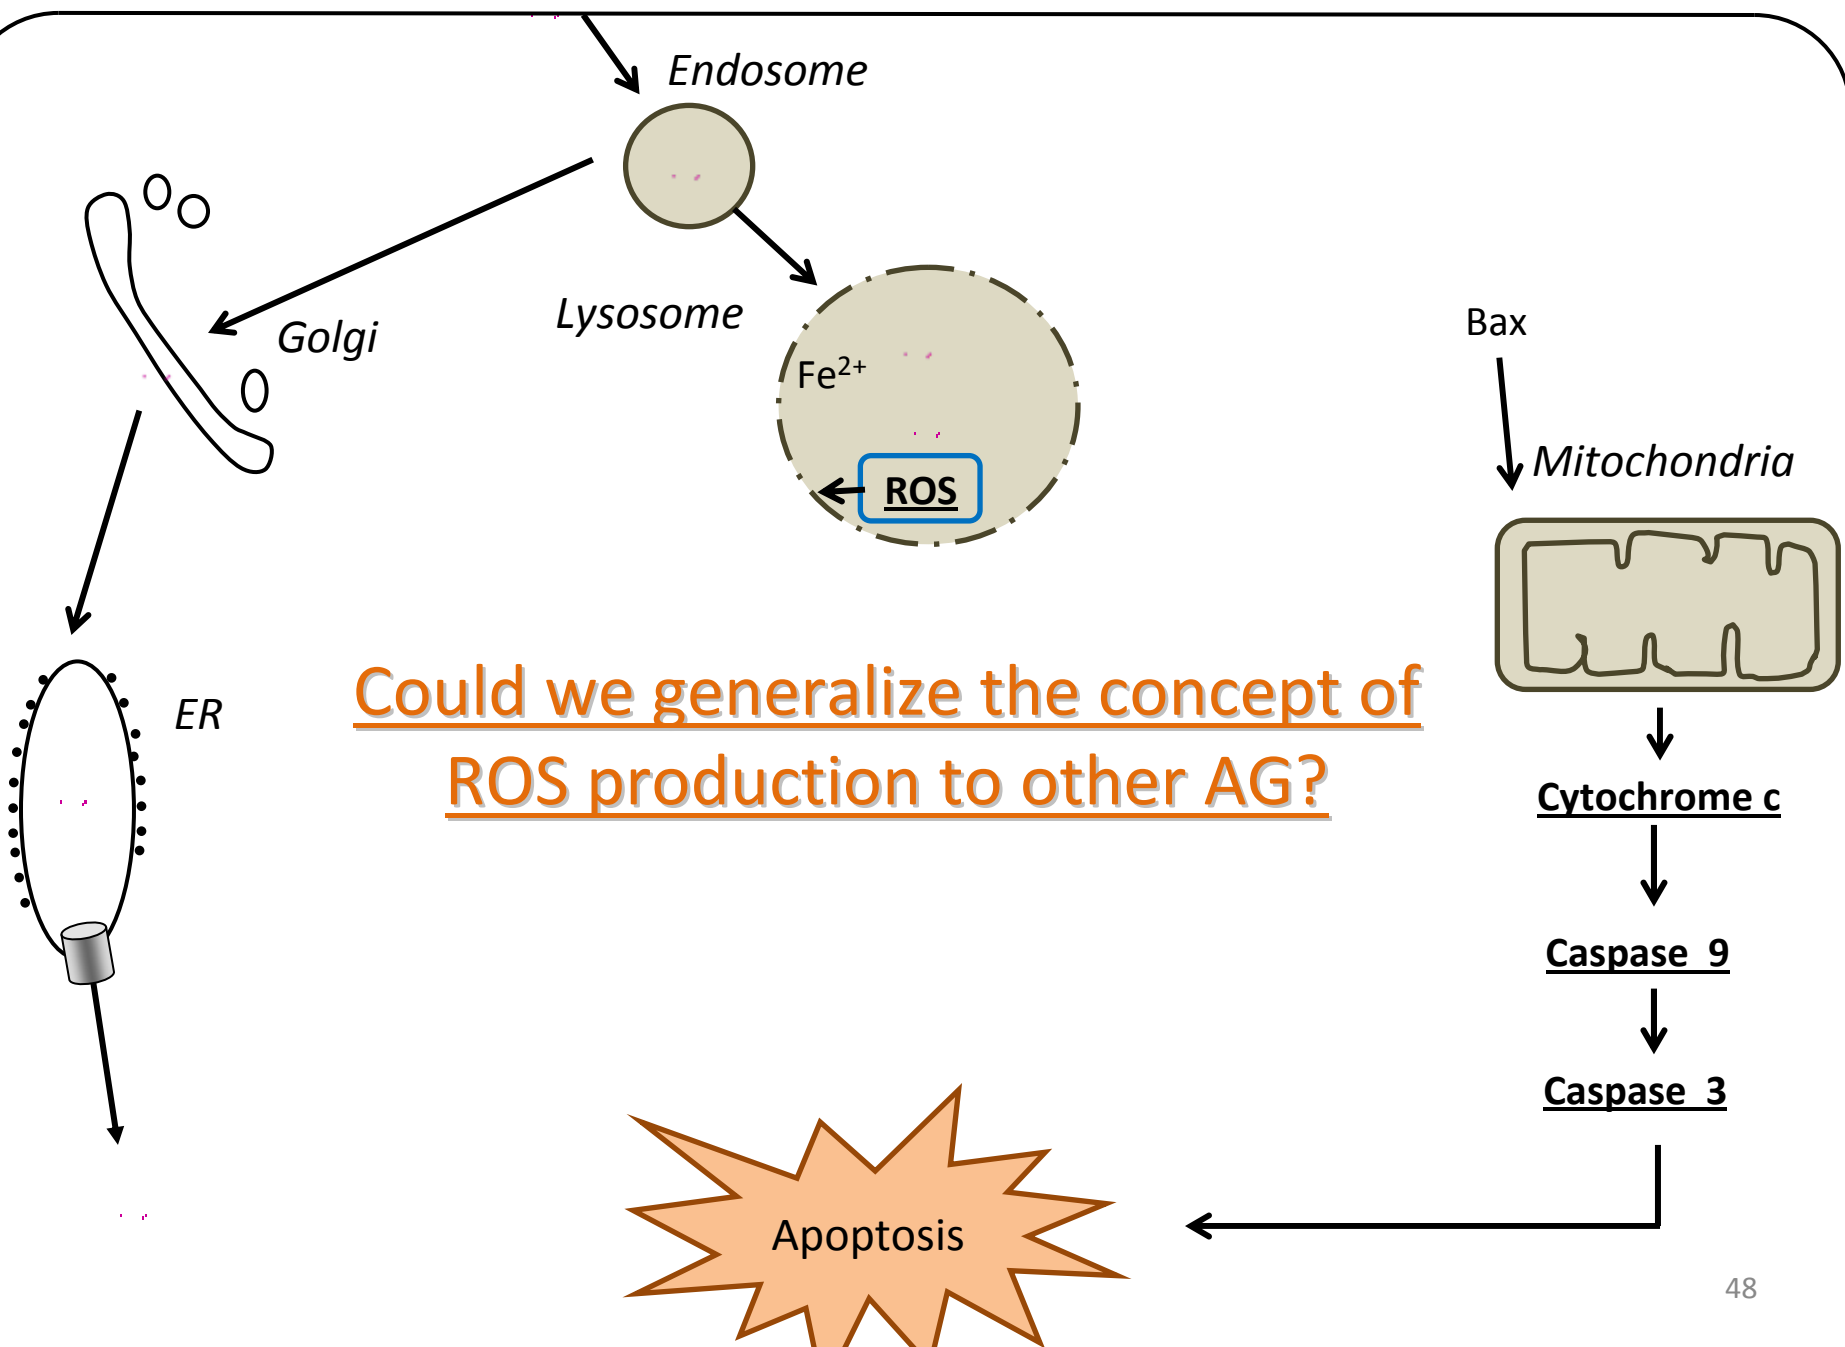 Endosome
Lysosome
Golgi
Fe²⁺
Bax
ROS
Mitochondria
ER
Could we generalize the concept of
ROS production to other AG?
Cytochrome c
Caspase 9
Caspase 3
Apoptosis
48